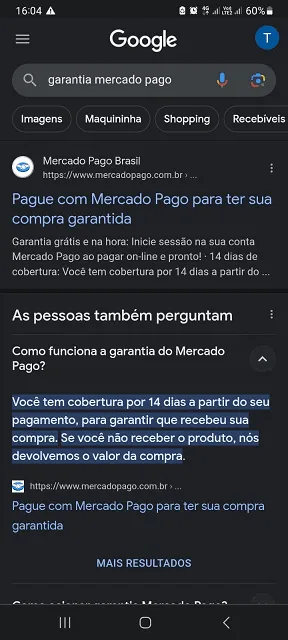 16:04
4G
Vo) LTE2
60%
Google
T
garantia mercado pago
Imagens
Maquininha
Shopping
Recebíveis
Mercado Pago Brasil
https://www.mercadopago.com.br › ...
Pague com Mercado Pago para ter sua
compra garantida
Garantia grátis e na hora: Inicie sessão na sua conta
Mercado Pago ao pagar on-line e pronto! · 14 dias de
cobertura: Você tem cobertura por 14 dias a partir do ...
As pessoas também perguntam
Como funciona a garantia do Mercado
Pago?
Você tem cobertura por 14 dias a partir do seu
pagamento, para garantir que recebeu sua
compra. Se você não receber o produto, nós
devolvemos o valor da compra.
https://www.mercadopago.com.br › ...
Pague com Mercado Pago para ter sua compra
garantida
MAIS RESULTADOS